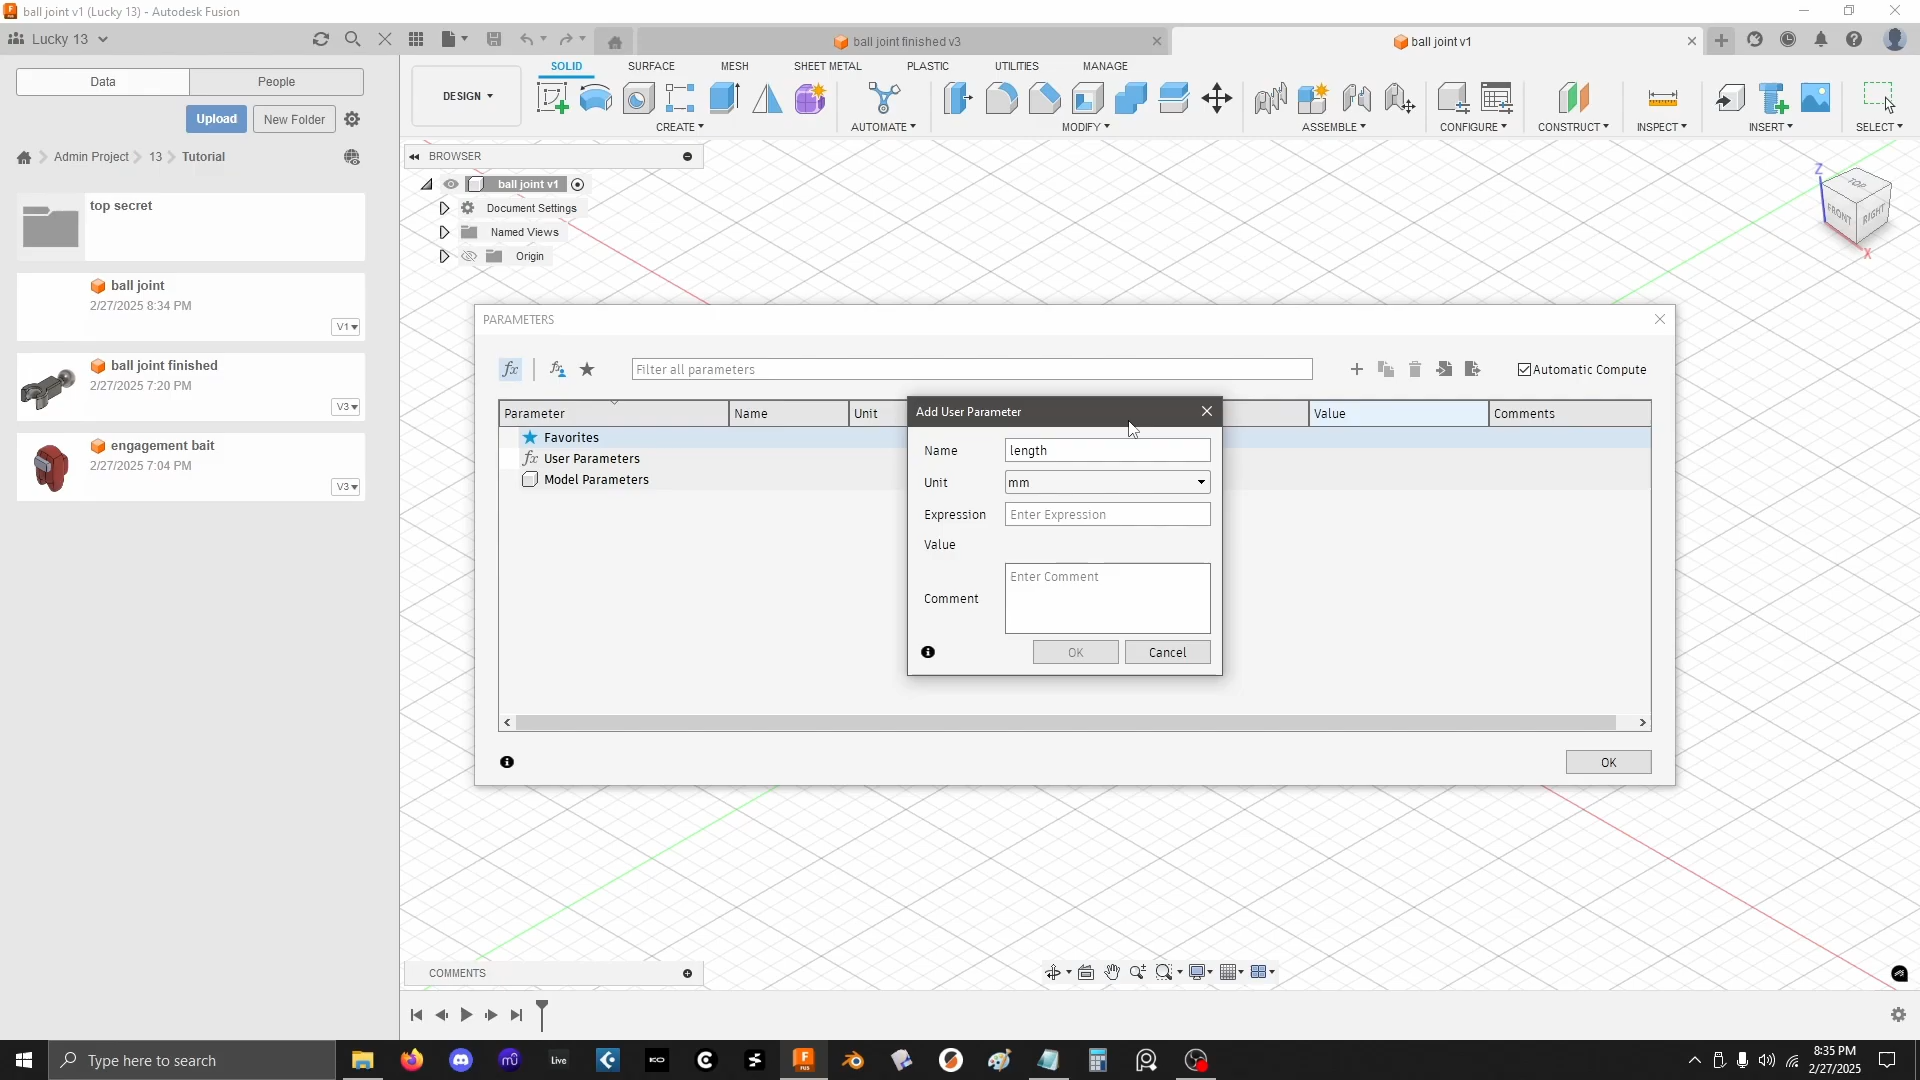 ball joint v1 (Lucky 13) - Autodesk Fusion
Lucky 13
ball joint finished v3
ball joint v1
Data
People
Upload
New Folder
Admin Project
13
Tutorial
top secret
ball joint
2/27/2025 8:34 PM
V1
ball joint finished
2/27/2025 7:20 PM
V3
engagement bait
2/27/2025 7:04 PM
V3
DESIGN
SOLID
SURFACE
MESH
SHEET METAL
PLASTIC
UTILITIES
MANAGE
CREATE
AUTOMATE
MODIFY
ASSEMBLE
CONFIGURE
CONSTRUCT
INSPECT
INSERT
SELECT
BROWSER
ball joint v1
Document Settings
Named Views
Origin
Z
TOP
FRONT
RIGHT
X
PARAMETERS
fx
Filter all parameters
Automatic Compute
Parameter
Name
Unit
Value
Comments
Favorites
fx User Parameters
Model Parameters
Add User Parameter
Name
length
Unit
mm
Expression
Enter Expression
Value
Comment
Enter Comment
OK
Cancel
OK
COMMENTS
Type here to search
Live
8:35 PM
2/27/2025